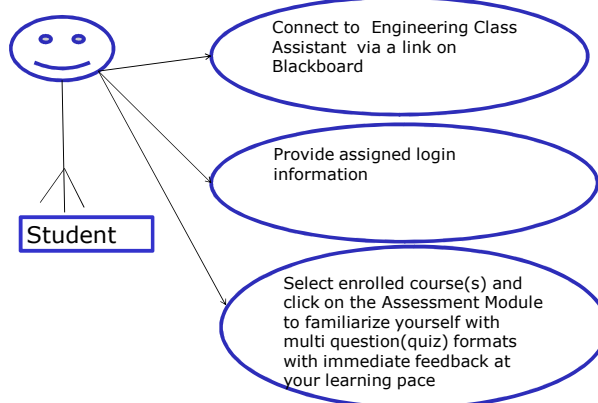 Connect to  Engineering Class
Assistant  via a link on
Blackboard
Provide assigned login
information
Student
Select enrolled course(s) and
click on the Assessment Module
to familiarize yourself with
multi question(quiz) formats
with immediate feedback at
your learning pace